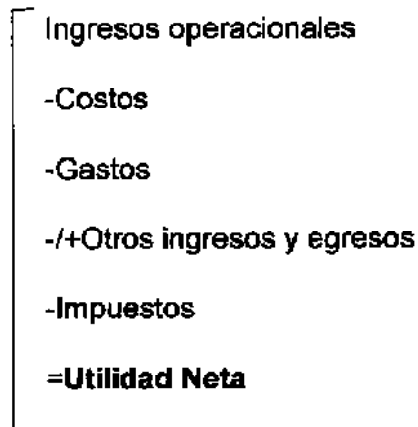 Ingresos operacionales
-Costos
-Gastos
-/+Otros ingresos y egresos
-Impuestos
=Utilidad Neta